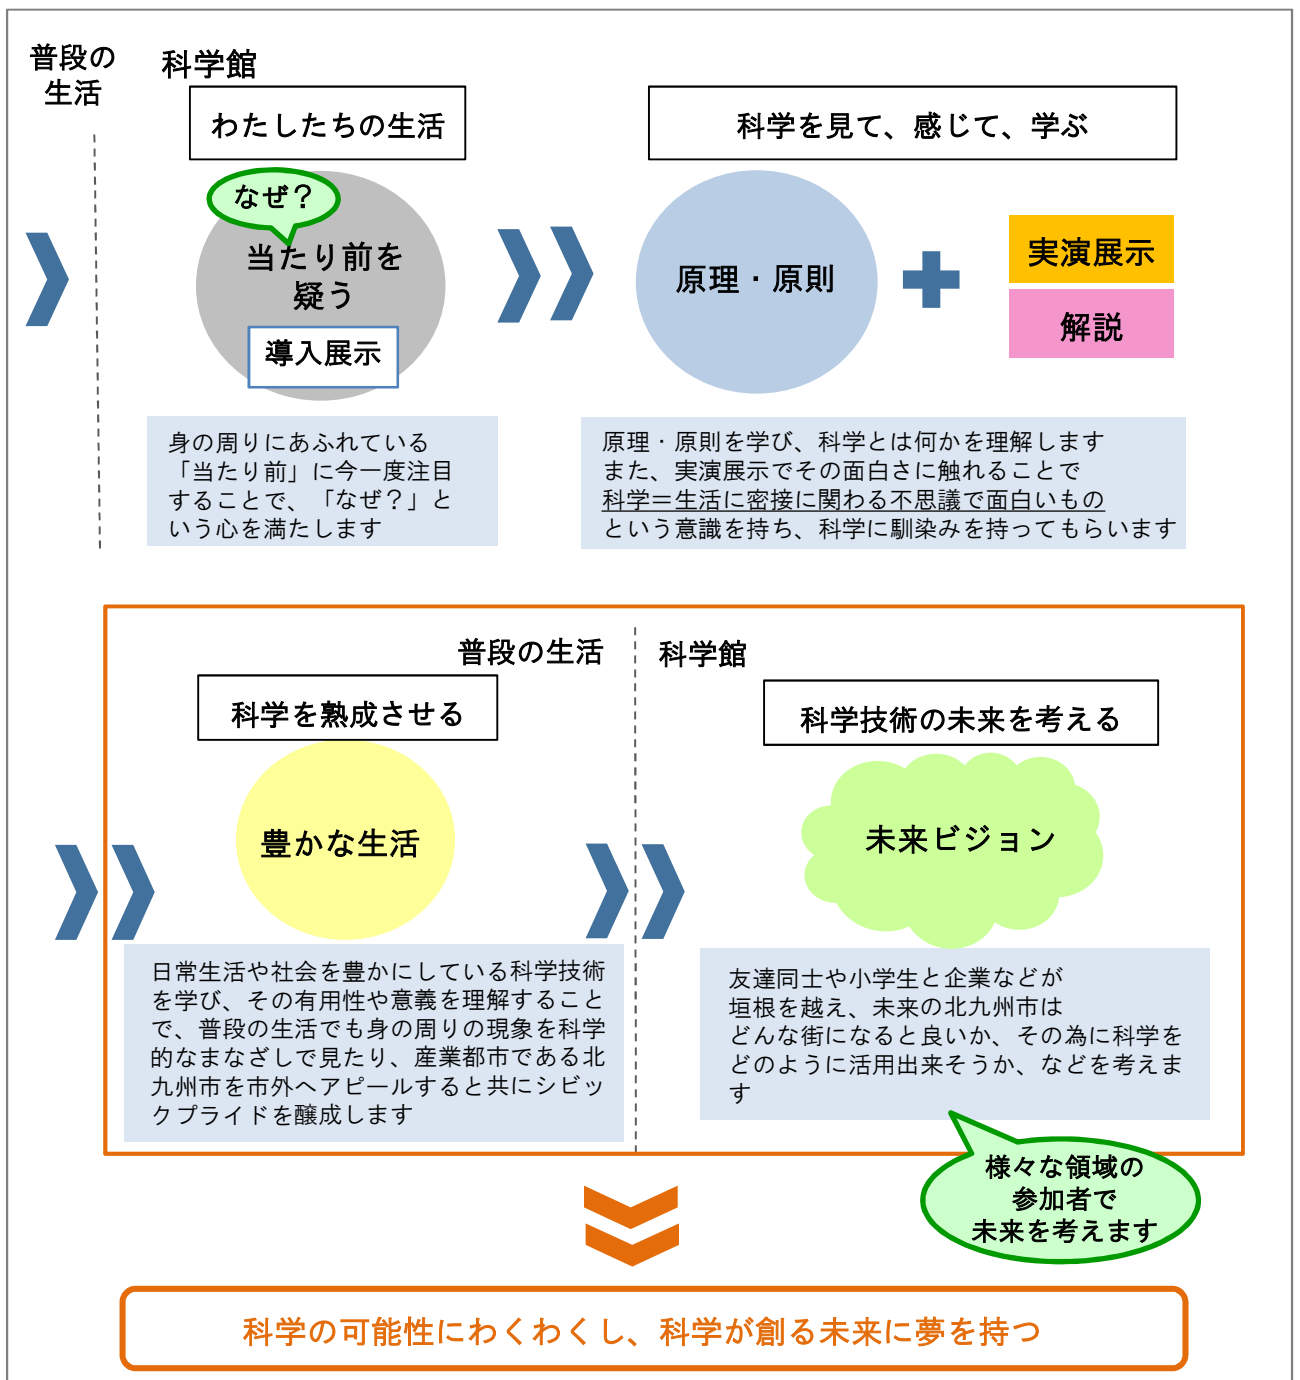 普段の
生活
科学館
わたしたちの生活
科学を見て、感じて、学ぶ
なぜ？
当たり前を
疑う
導入展示
原理・原則
実演展示
解説
身の周りにあふれている
「当たり前」に今一度注目
することで、「なぜ？」と
いう心を満たします
原理・原則を学び、科学とは何かを理解します
また、実演展示でその面白さに触れることで
科学＝生活に密接に関わる不思議で面白いもの
という意識を持ち、科学に馴染みを持ってもらいます
普段の生活
科学館
科学を熟成させる
科学技術の未来を考える
豊かな生活
未来ビジョン
日常生活や社会を豊かにしている科学技術
を学び、その有用性や意義を理解すること
で、普段の生活でも身の周りの現象を科学
的なまなざしで見たり、産業都市である北
九州市を市外へアピールすると共にシビッ
クプライドを醸成します
友達同士や小学生と企業などが
垣根を越え、未来の北九州市は
どんな街になると良いか、その為に科学を
どのように活用出来そうか、などを考えま
す
様々な領域の
参加者で
未来を考えます
科学の可能性にわくわくし、科学が創る未来に夢を持つ